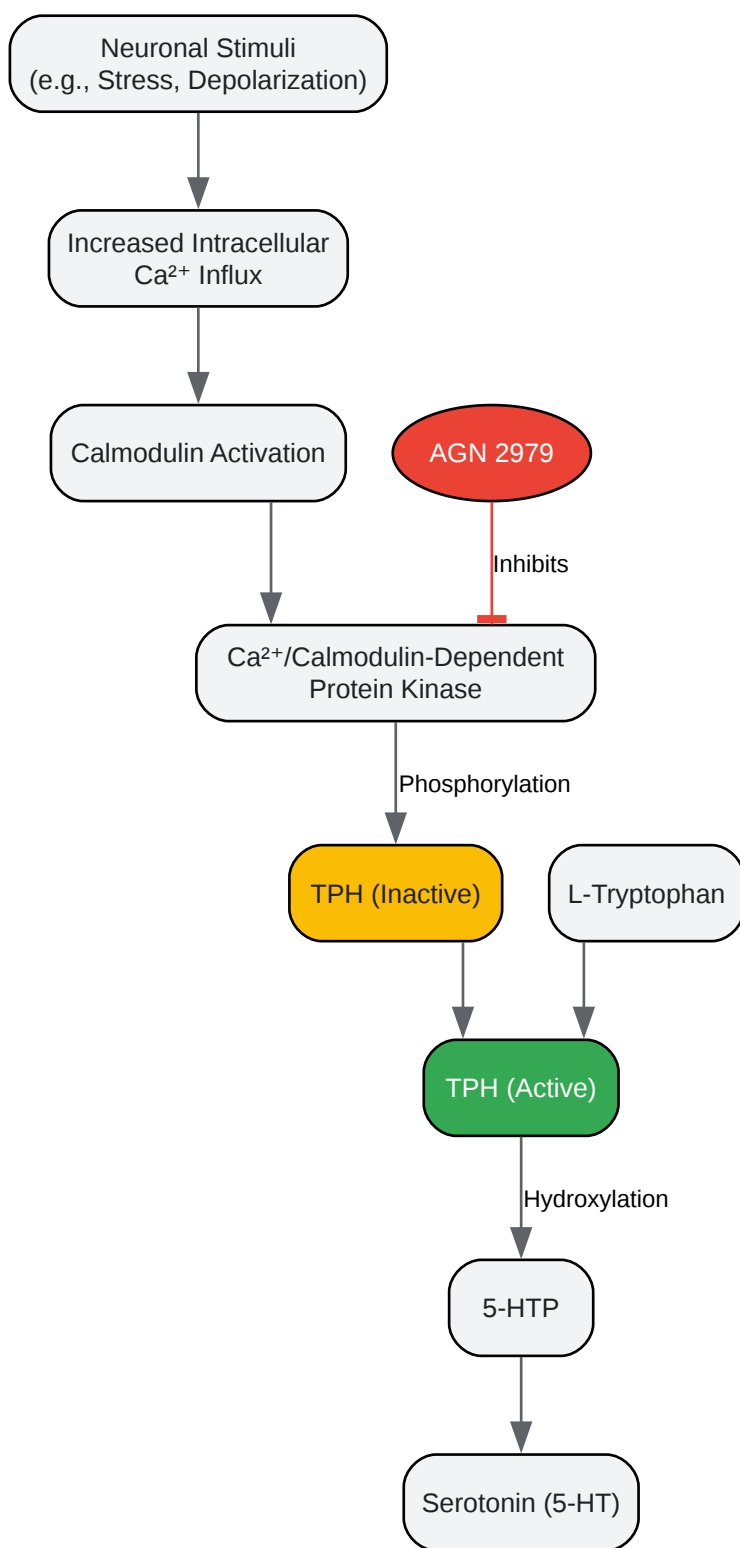 Neuronal Stimuli
(e.g., Stress, Depolarization)
Increased Intracellular
Ca²⁺ Influx
Calmodulin Activation
AGN 2979
Inhibits
Ca²⁺/Calmodulin-Dependent
Protein Kinase
Phosphorylation
TPH (Inactive)
L-Tryptophan
TPH (Active)
Hydroxylation
5-HTP
Serotonin (5-HT)